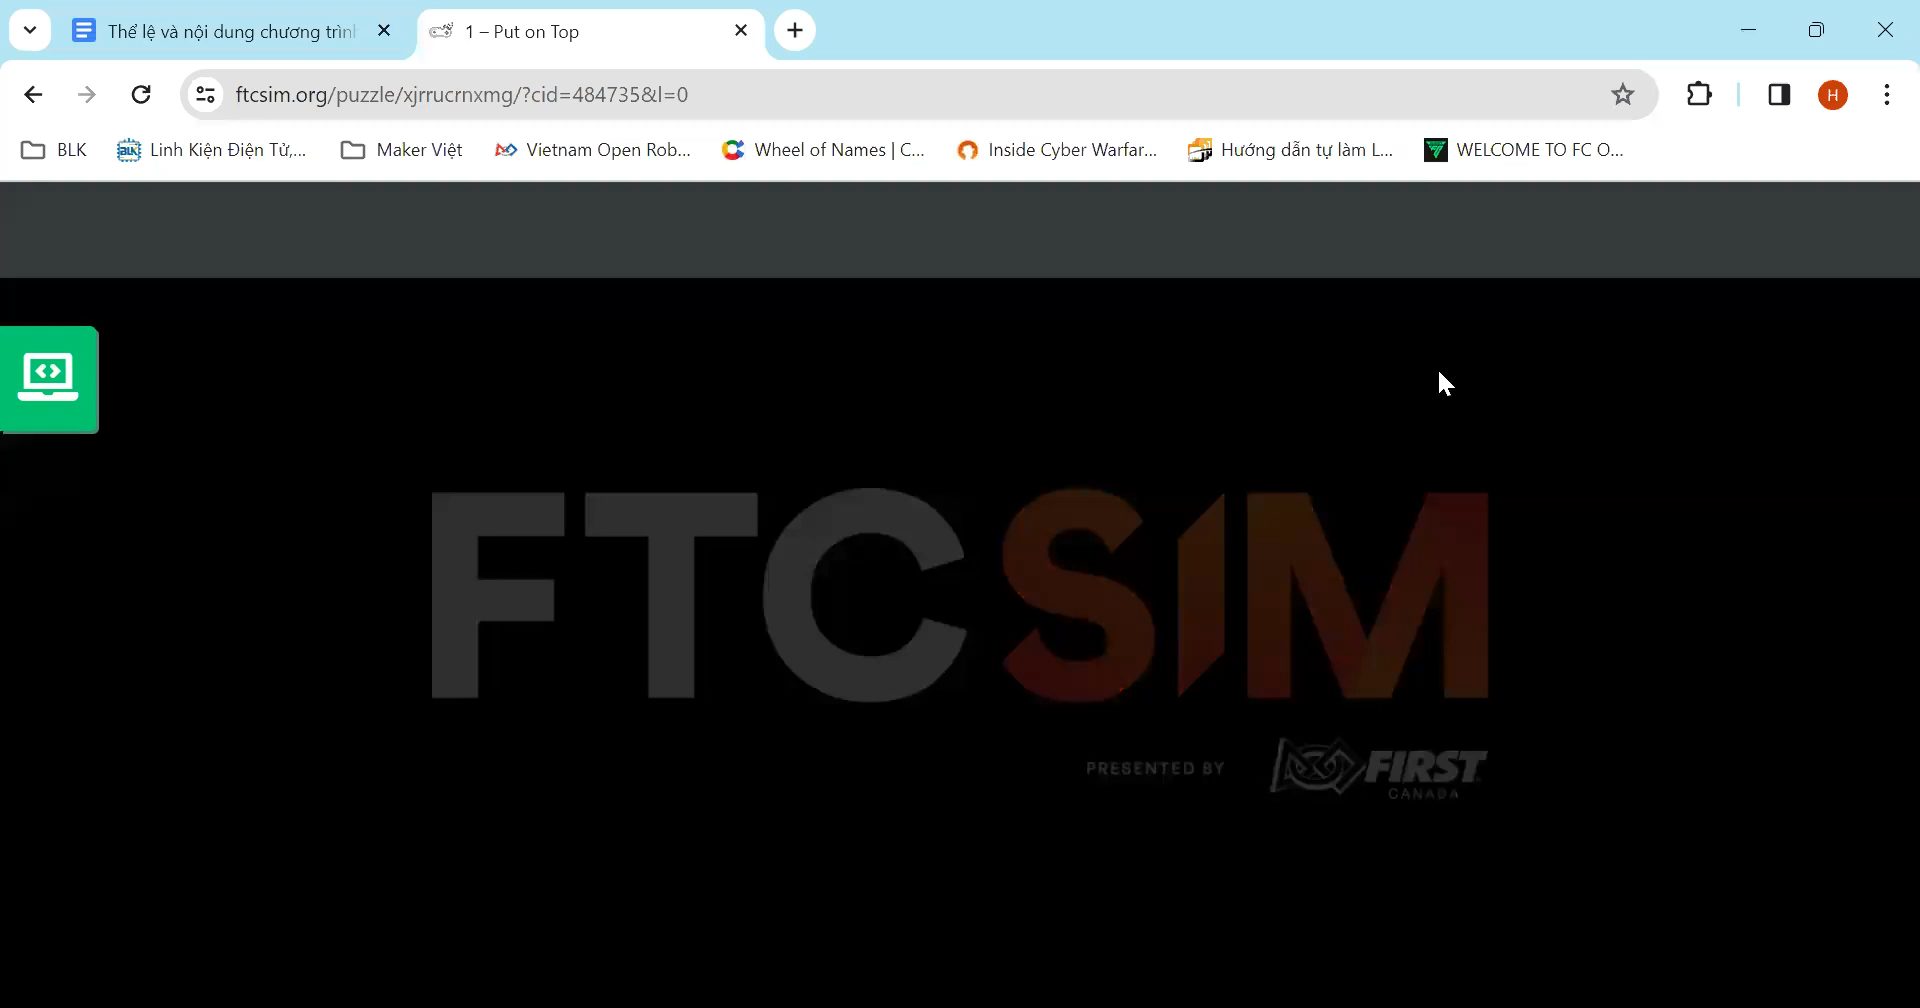 Thể lệ và nội dung chương trìn
1 – Put on Top
ftcsim.org/puzzle/xjrrucrnxmg/?cid=484735&l=0
H
BLK
BLK
Linh Kiện Điện Tử,...
Maker Việt
Vietnam Open Rob...
Wheel of Names | C...
Inside Cyber Warfar...
Hướng dẫn tự làm L...
WELCOME TO FC O...
FTCSIM
PRESENTED BY
FIRST
CANADA